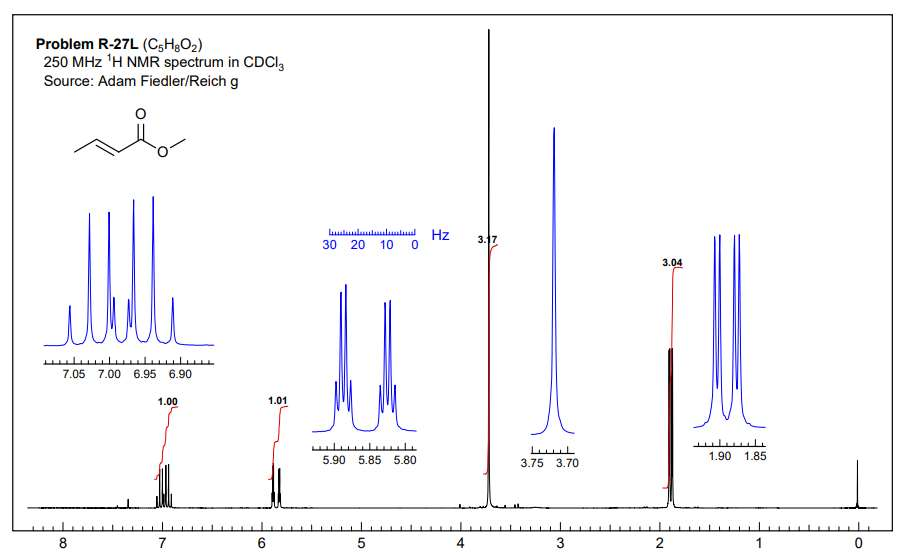 Problem R-27L (C₅H₈O₂)
250 MHz ¹H NMR spectrum in CDCl₃
Source: Adam Fiedler/Reich g
O
O
30 20 10 0 Hz
3.17
3.04
7.05 7.00 6.95 6.90
1.00
1.01
5.90 5.85 5.80
3.75 3.70
1.90 1.85
8 7 6 5 4 3 2 1 0